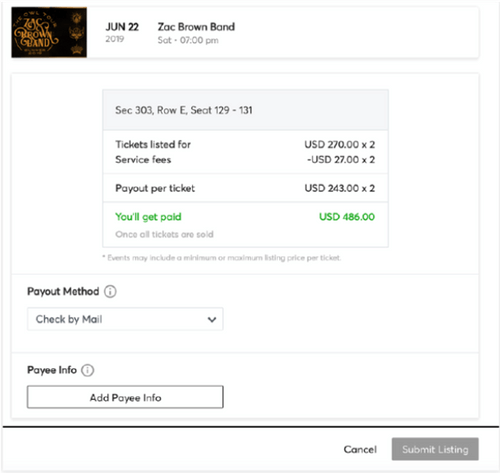 ZAC
BROWN
BAND
JUN 22
2019
Zac Brown Band
Sat - 07:00 pm
Sec 303, Row E, Seat 129 - 131
Tickets listed for USD 270.00 x 2
Service fees -USD 27.00 x 2
Payout per ticket USD 243.00 x 2
You'll get paid USD 486.00
Once all tickets are sold
* Events may include a minimum or maximum listing price per ticket
Payout Method
Check by Mail
Payee Info
Add Payee Info
Cancel Submit Listing